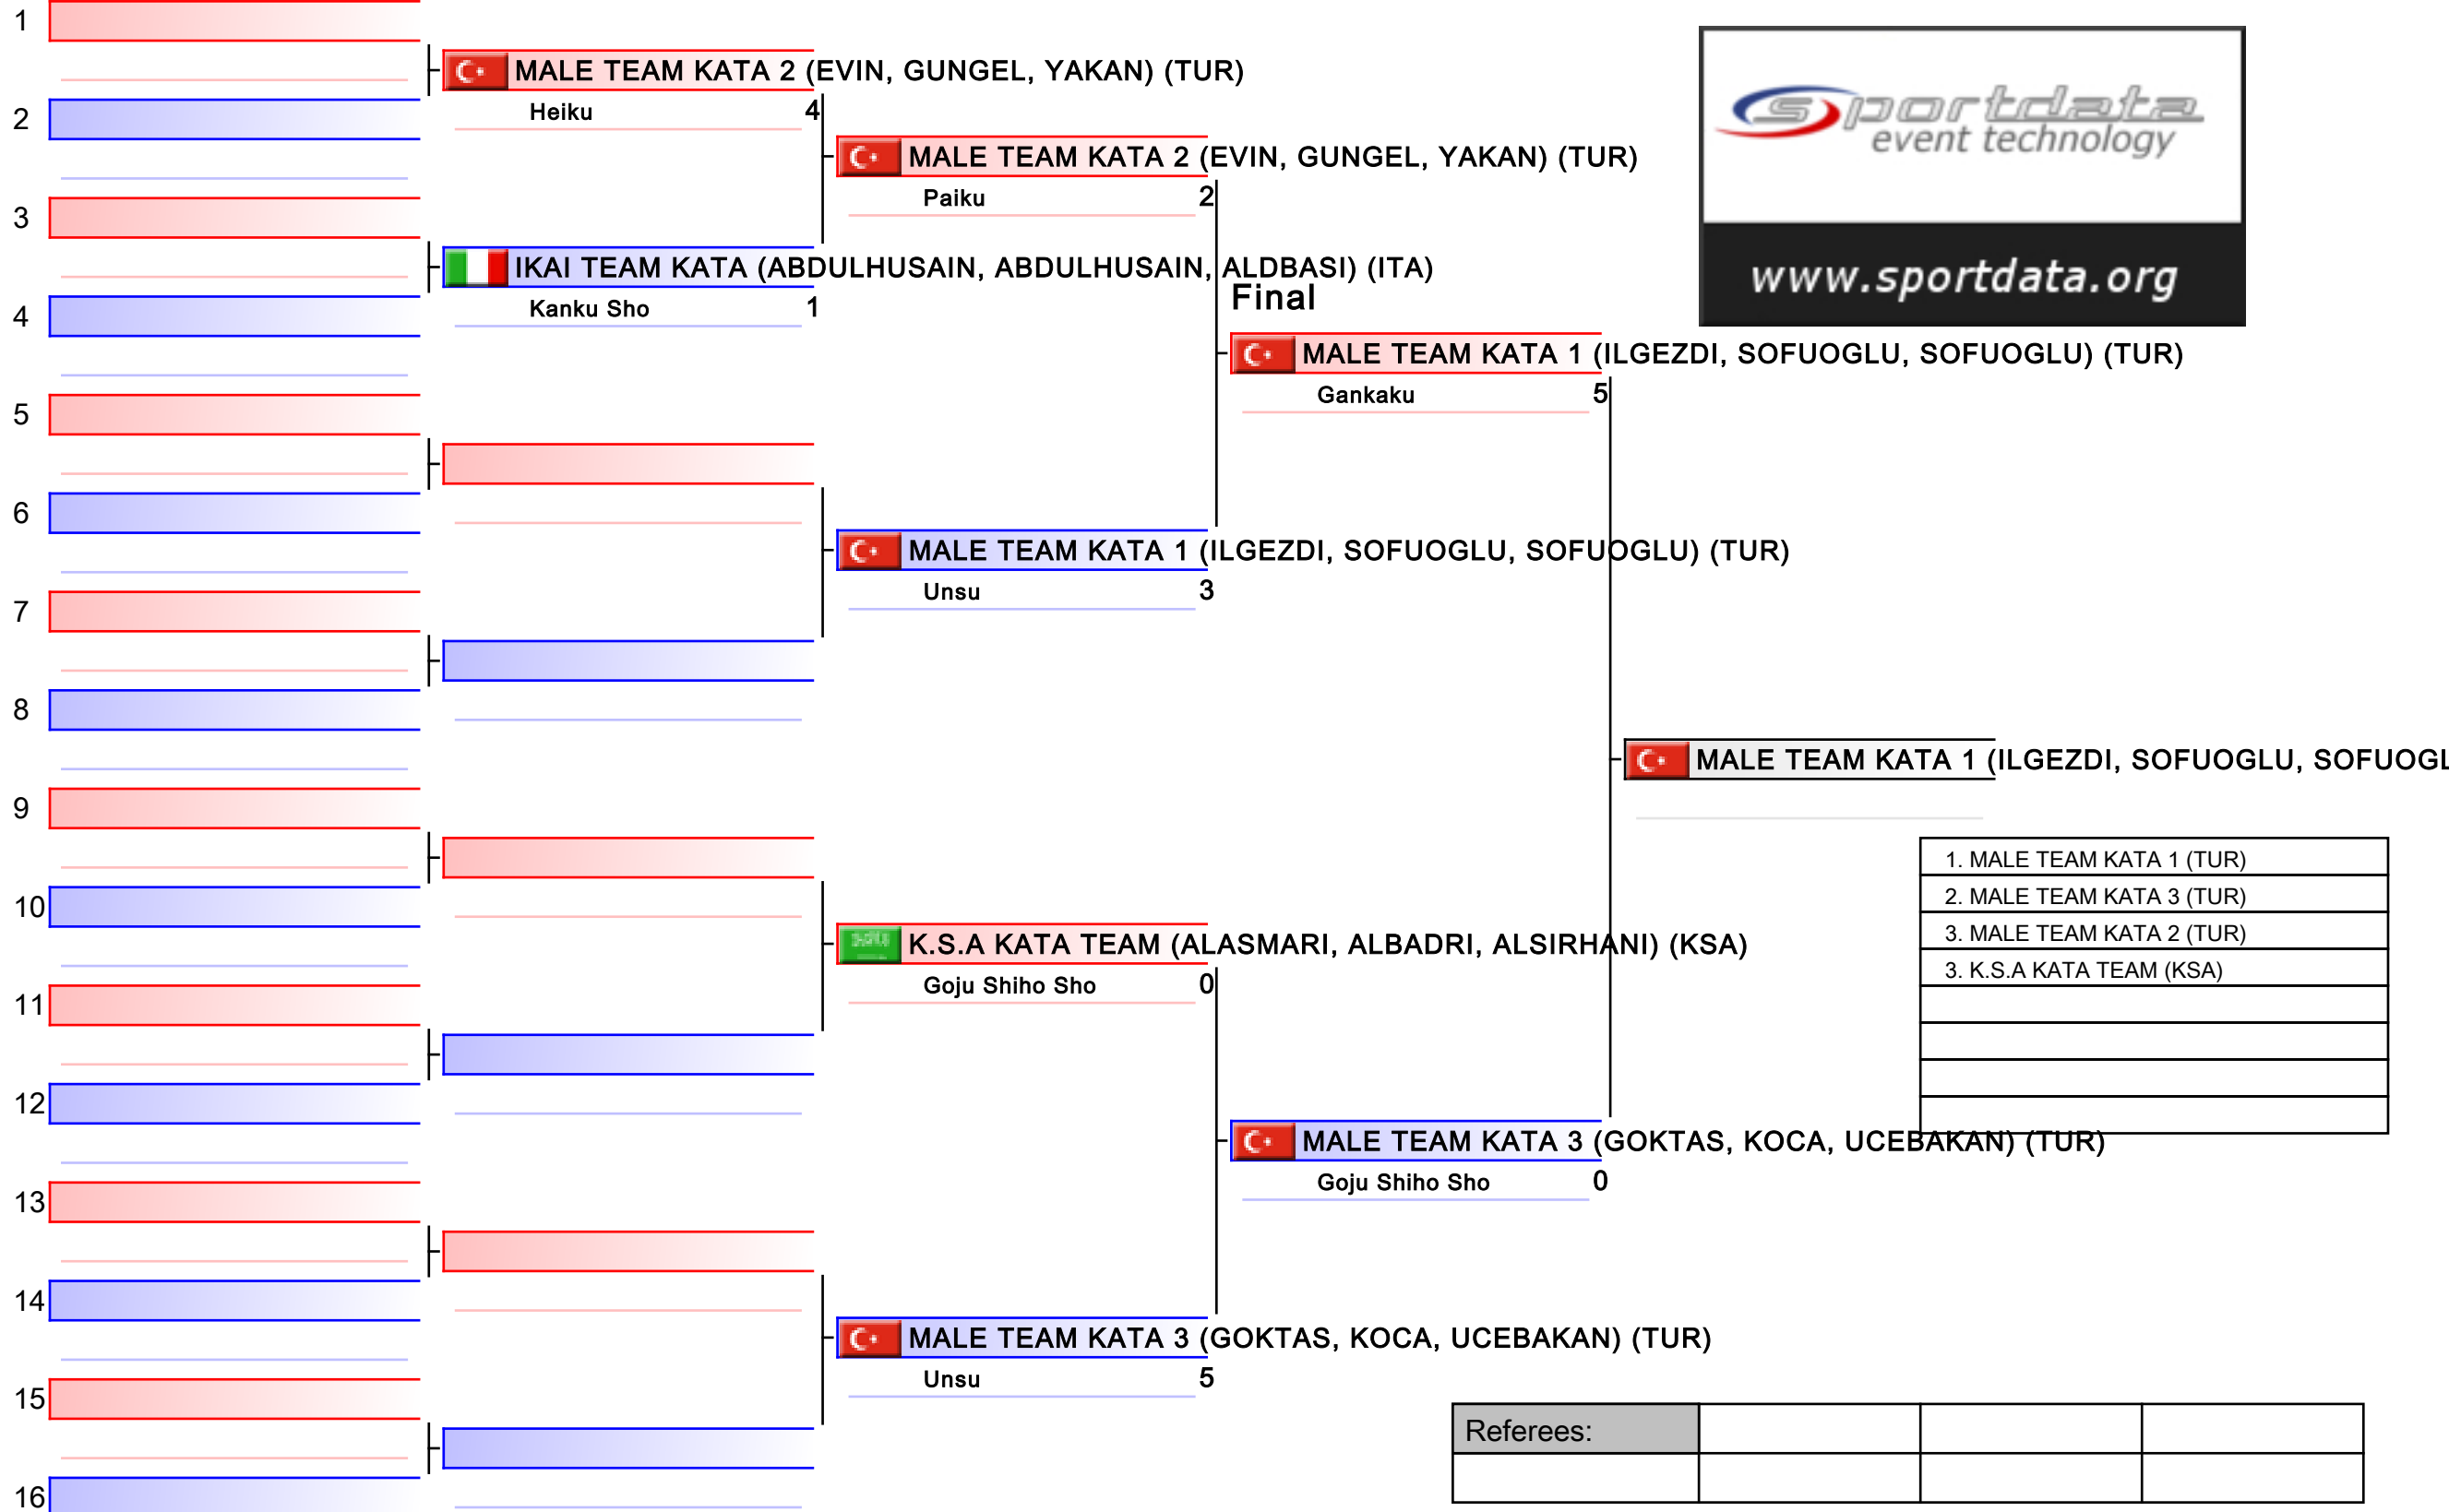 1
MALE TEAM KATA 2 (EVIN, GUNGEL, YAKAN) (TUR)
Heiku 4
2
MALE TEAM KATA 2 (EVIN, GUNGEL, YAKAN) (TUR)
Paiku 2
3
IKAI TEAM KATA (ABDULHUSAIN, ABDULHUSAIN, ALDBASI) (ITA)
Kanku Sho 1
4
Final
MALE TEAM KATA 1 (ILGEZDI, SOFUOGLU, SOFUOGLU) (TUR)
Gankaku 5
5
6
MALE TEAM KATA 1 (ILGEZDI, SOFUOGLU, SOFUOGLU) (TUR)
Unsu 3
7
8
MALE TEAM KATA 1 (ILGEZDI, SOFUOGLU, SOFUOGL
9
10
K.S.A KATA TEAM (ALASMARI, ALBADRI, ALSIRHANI) (KSA)
Goju Shiho Sho 0
11
12
MALE TEAM KATA 3 (GOKTAS, KOCA, UCEBAKAN) (TUR)
Goju Shiho Sho 0
13
14
MALE TEAM KATA 3 (GOKTAS, KOCA, UCEBAKAN) (TUR)
Unsu 5
15
16
sportdata
event technology
www.sportdata.org
1. MALE TEAM KATA 1 (TUR)
2. MALE TEAM KATA 3 (TUR)
3. MALE TEAM KATA 2 (TUR)
3. K.S.A KATA TEAM (KSA)
Referees: